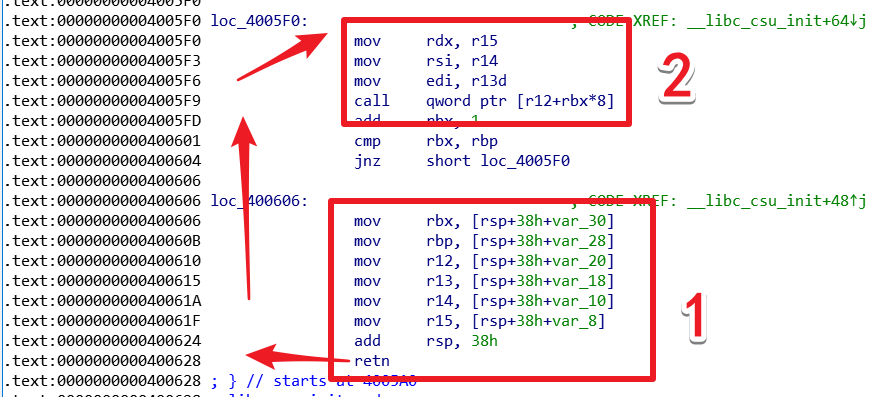 .text:00000000004005F0
.text:00000000004005F0 loc_4005F0: ; CODE XREF: __libc_csu_init+64↓j
.text:00000000004005F0 mov rdx, r15
.text:00000000004005F3 mov rsi, r14
.text:00000000004005F6 mov edi, r13d
.text:00000000004005F9 call qword ptr [r12+rbx*8]
.text:00000000004005FD add rbx, 1
.text:0000000000400601 cmp rbx, rbp
.text:0000000000400604 jnz short loc_4005F0
.text:0000000000400606
.text:0000000000400606 loc_400606: ; CODE XREF: __libc_csu_init+48↑j
.text:0000000000400606 mov rbx, [rsp+38h+var_30]
.text:000000000040060B mov rbp, [rsp+38h+var_28]
.text:0000000000400610 mov r12, [rsp+38h+var_20]
.text:0000000000400615 mov r13, [rsp+38h+var_18]
.text:000000000040061A mov r14, [rsp+38h+var_10]
.text:000000000040061F mov r15, [rsp+38h+var_8]
.text:0000000000400624 add rsp, 38h
.text:0000000000400628 retn
.text:0000000000400628 ; } // starts at 4005A0
2
1